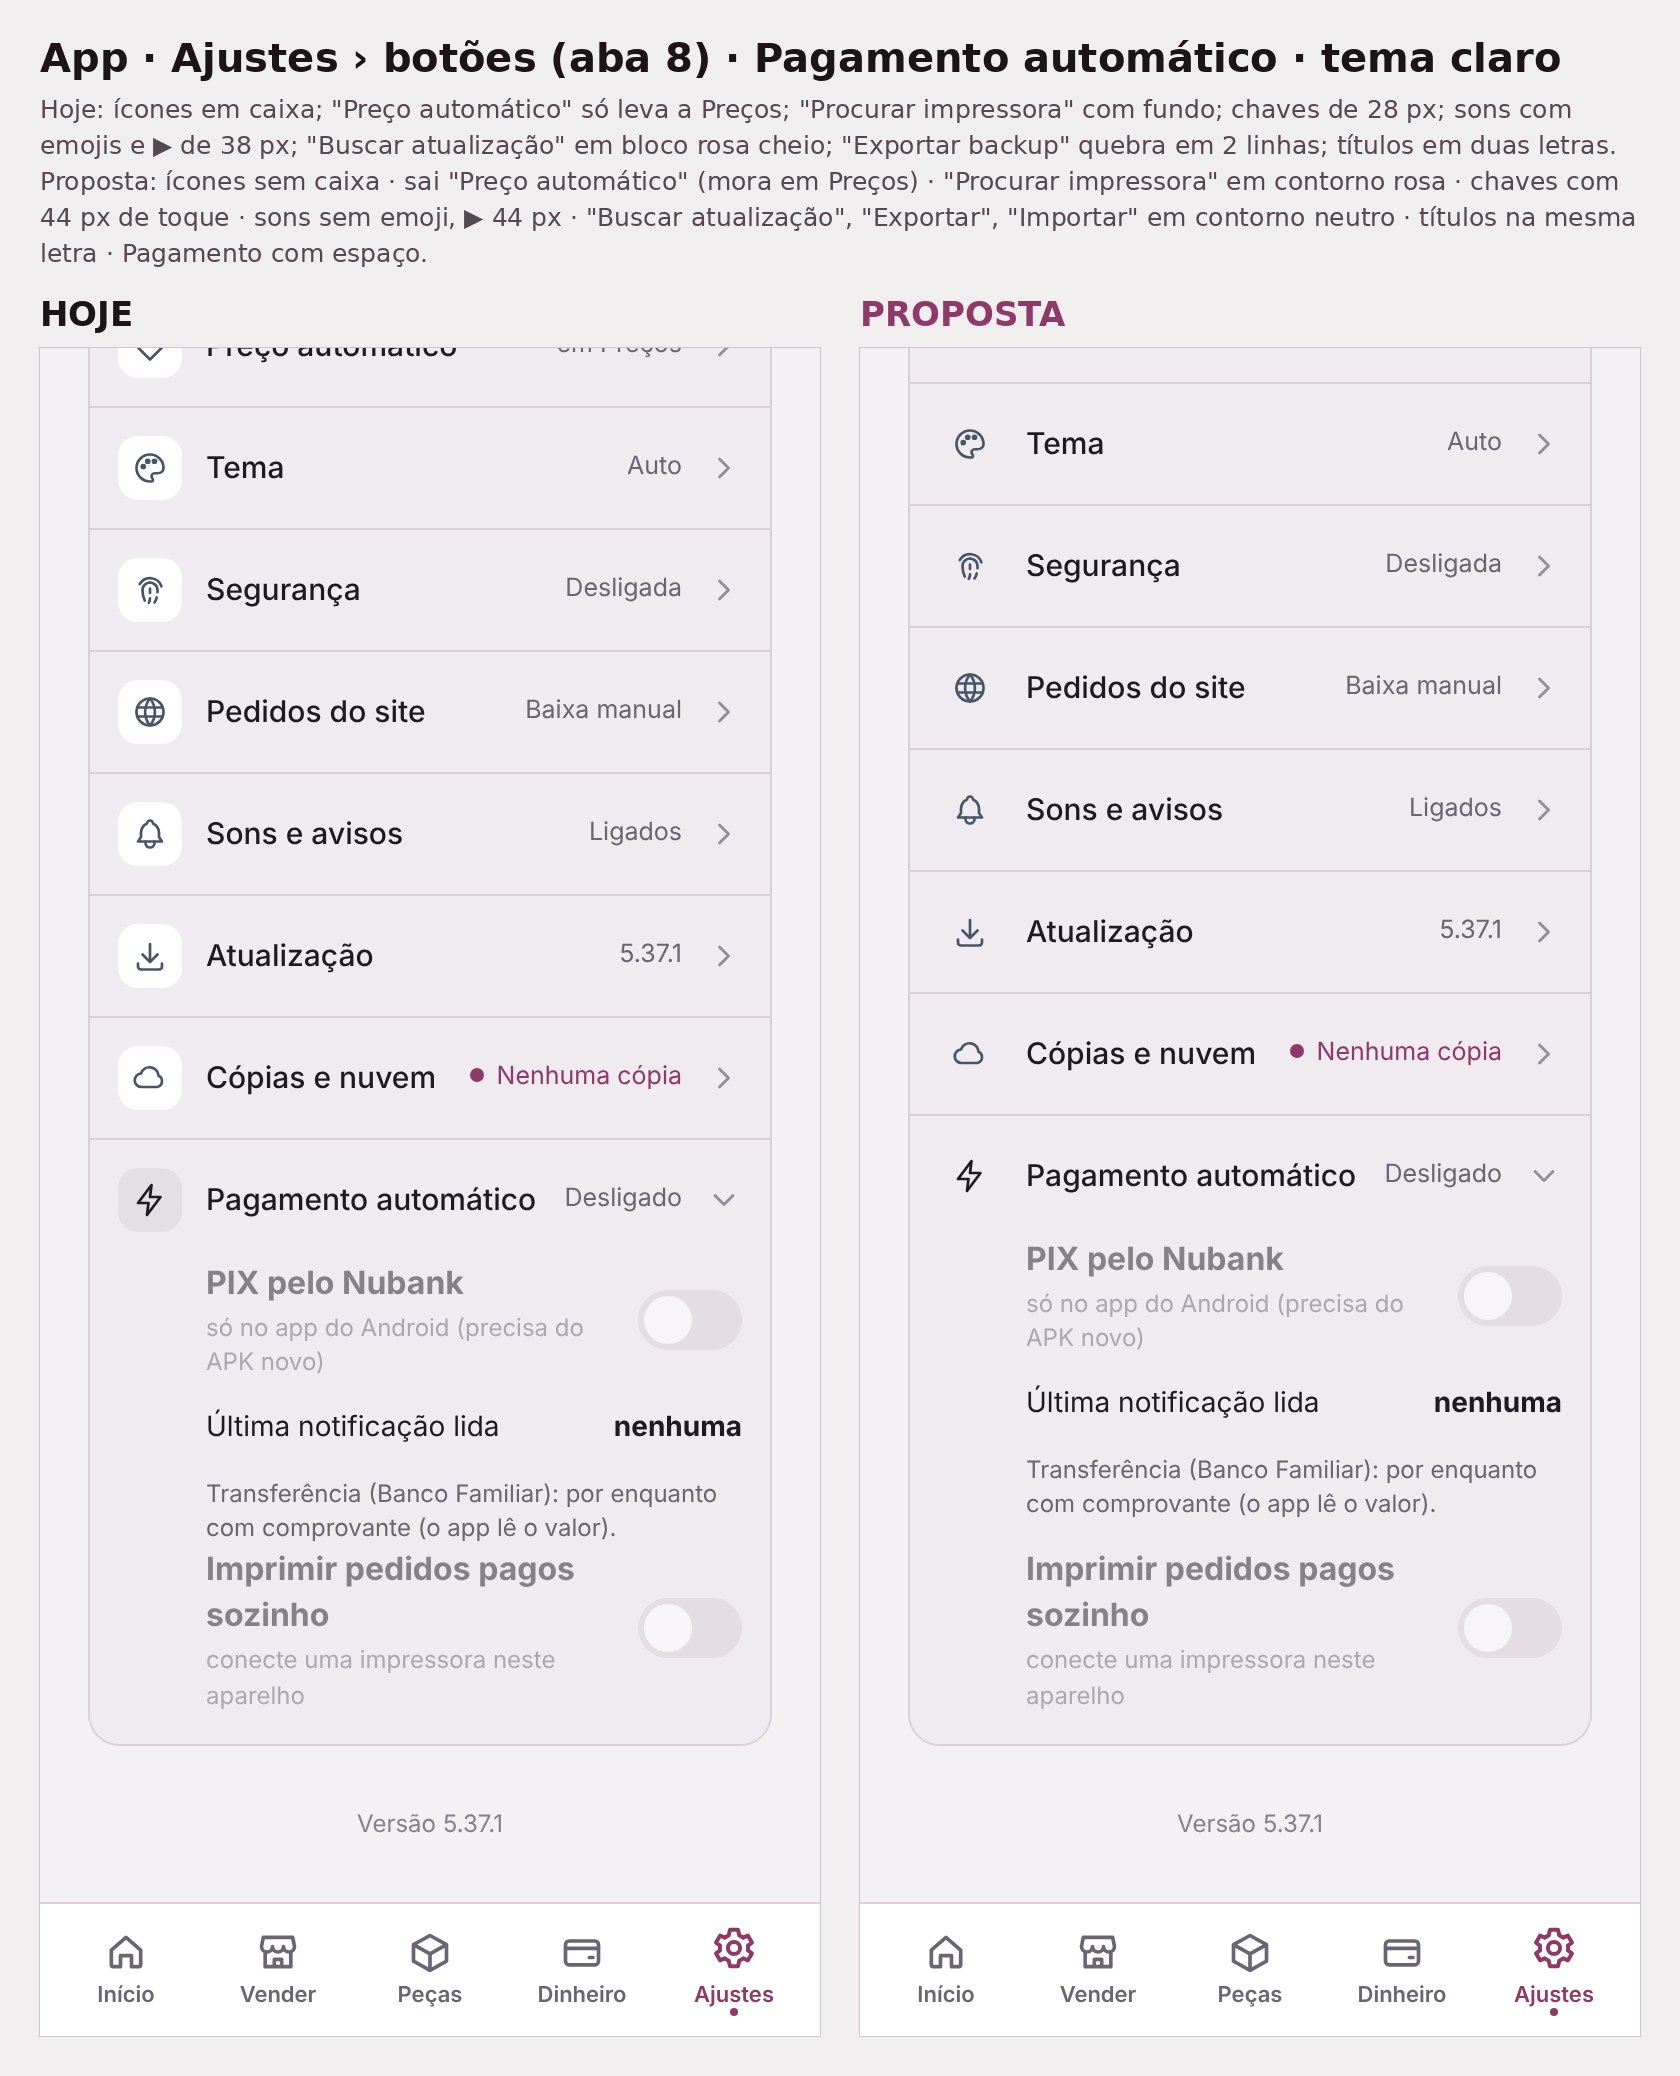 App · Ajustes › botões (aba 8) · Pagamento automático · tema claro
Hoje: ícones em caixa; "Preço automático" só leva a Preços; "Procurar impressora" com fundo; chaves de 28 px; sons com
emojis e ▶ de 38 px; "Buscar atualização" em bloco rosa cheio; "Exportar backup" quebra em 2 linhas; títulos em duas letras.
Proposta: ícones sem caixa · sai "Preço automático" (mora em Preços) · "Procurar impressora" em contorno rosa · chaves com
44 px de toque · sons sem emoji, ▶ 44 px · "Buscar atualização", "Exportar", "Importar" em contorno neutro · títulos na mesma
letra · Pagamento com espaço.
HOJE
Preço automático em Preços
Tema Auto
Segurança Desligada
Pedidos do site Baixa manual
Sons e avisos Ligados
Atualização 5.37.1
Cópias e nuvem ● Nenhuma cópia
Pagamento automático Desligado
PIX pelo Nubank
só no app do Android (precisa do
APK novo)
Última notificação lida nenhuma
Transferência (Banco Familiar): por enquanto
com comprovante (o app lê o valor).
Imprimir pedidos pagos
sozinho
conecte uma impressora neste
aparelho
Versão 5.37.1
Início Vender Peças Dinheiro Ajustes
PROPOSTA
Tema Auto
Segurança Desligada
Pedidos do site Baixa manual
Sons e avisos Ligados
Atualização 5.37.1
Cópias e nuvem ● Nenhuma cópia
Pagamento automático Desligado
PIX pelo Nubank
só no app do Android (precisa do
APK novo)
Última notificação lida nenhuma
Transferência (Banco Familiar): por enquanto
com comprovante (o app lê o valor).
Imprimir pedidos pagos
sozinho
conecte uma impressora neste
aparelho
Versão 5.37.1
Início Vender Peças Dinheiro Ajustes